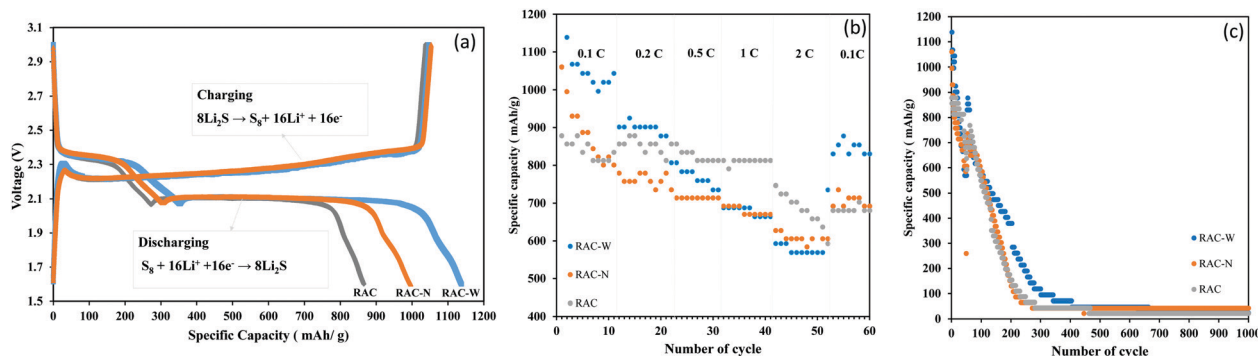 (a)
3.1
2.9
2.7
2.5
2.3
2.1
1.9
1.7
1.5
Voltage (V)
Charging
8Li₂S → S₈+ 16Li⁺ + 16e⁻
Discharging
S₈ + 16Li⁺ +16e⁻ → 8Li₂S
RAC RAC-N RAC-W
0 100 200 300 400 500 600 700 800 900 1000 1100 1200
Specific Capacity ( mAh/ g)
(b)
1200
1100
1000
900
800
700
600
500
400
Specific capacity ( mAh/g)
0.1 C 0.2 C 0.5 C 1 C 2 C 0.1C
RAC-W
RAC-N
RAC
0 10 20 30 40 50 60
Number of cycle
(c)
1200
1100
1000
900
800
700
600
500
400
300
200
100
0
Specific capacity ( mAh/g)
RAC-W
RAC-N
RAC
0 100 200 300 400 500 600 700 800 900 1000
Number of cycle